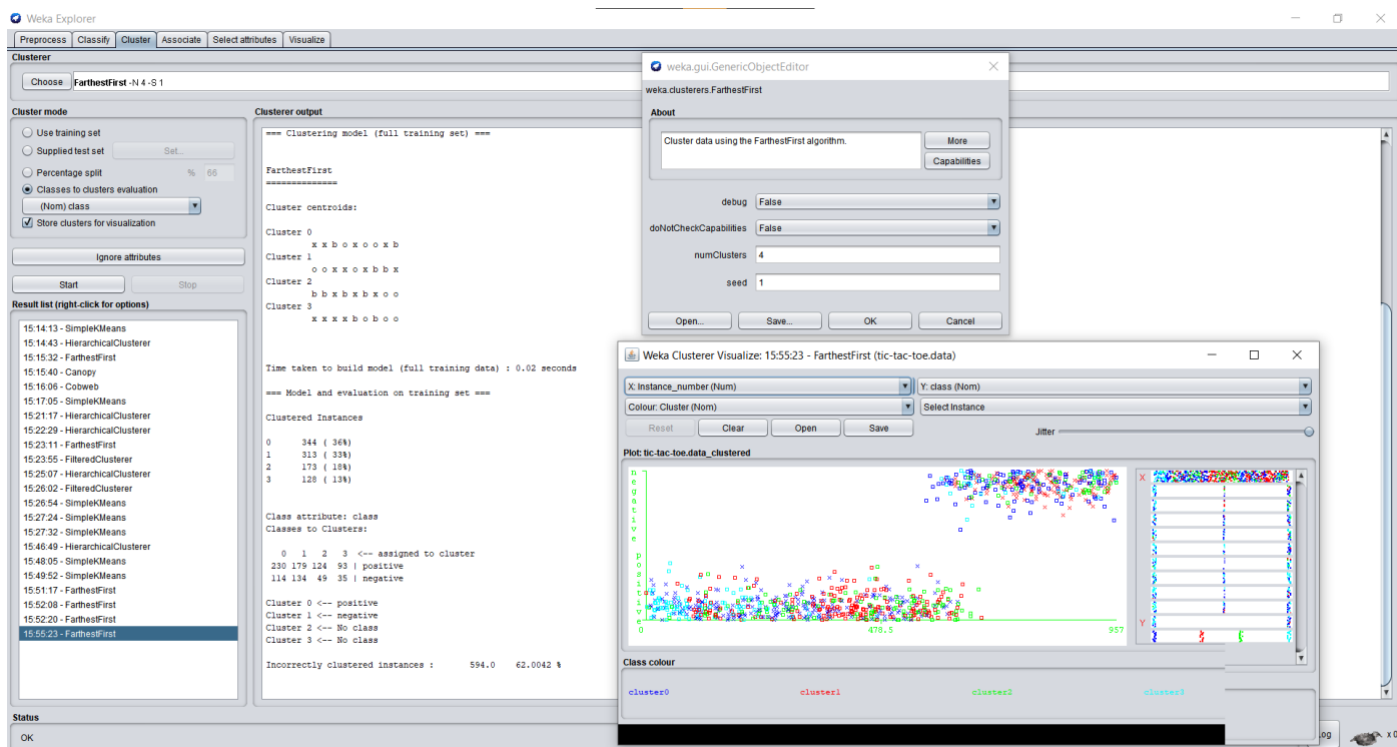 Weka Explorer
Preprocess Classify Cluster Associate Select attributes Visualize
Clusterer
Choose FarthestFirst -N 4 -S 1
Cluster mode
Use training set
Supplied test set Set...
Percentage split % 66
Classes to clusters evaluation
(Nom) class
Store clusters for visualization
Ignore attributes
Start Stop
Result list (right-click for options)
15:14:13 - SimpleKMeans
15:14:43 - HierarchicalClusterer
15:15:32 - FarthestFirst
15:15:40 - Canopy
15:16:06 - Cobweb
15:17:05 - SimpleKMeans
15:21:17 - HierarchicalClusterer
15:22:29 - HierarchicalClusterer
15:23:11 - FarthestFirst
15:23:55 - FilteredClusterer
15:25:07 - HierarchicalClusterer
15:26:02 - FilteredClusterer
15:26:54 - SimpleKMeans
15:27:24 - SimpleKMeans
15:27:32 - SimpleKMeans
15:46:49 - HierarchicalClusterer
15:48:05 - SimpleKMeans
15:49:52 - SimpleKMeans
15:51:17 - FarthestFirst
15:52:08 - FarthestFirst
15:52:20 - FarthestFirst
15:55:23 - FarthestFirst
Status
OK
Clusterer output
=== Clustering model (full training set) ===
FarthestFirst
==============
Cluster centroids:
Cluster 0
x x b o x o o x b
Cluster 1
o o x x o x b b x
Cluster 2
b b x b x b x o o
Cluster 3
x x x x b o b o o
Time taken to build model (full training data) : 0.02 seconds
=== Model and evaluation on training set ===
Clustered Instances
0 344 ( 36%)
1 313 ( 33%)
2 173 ( 18%)
3 128 ( 13%)
Class attribute: class
Classes to Clusters:
0 1 2 3 <-- assigned to cluster
230 179 124 93 | positive
114 134 49 35 | negative
Cluster 0 <-- positive
Cluster 1 <-- negative
Cluster 2 <-- No class
Cluster 3 <-- No class
Incorrectly clustered instances : 594.0 62.0042 %
weka.gui.GenericObjectEditor
weka.clusterers.FarthestFirst
About
Cluster data using the FarthestFirst algorithm.
More
Capabilities
debug False
doNotCheckCapabilities False
numClusters 4
seed 1
Open... Save... OK Cancel
Weka Clusterer Visualize: 15:55:23 - FarthestFirst (tic-tac-toe.data)
X: Instance_number (Num) Y: class (Nom)
Colour: Cluster (Nom) Select Instance
Reset Clear Open Save Jitter
Plot: tic-tac-toe.data_clustered
negative
positive
0 478.5 957
X
Y
Class colour
cluster0 cluster1 cluster2 cluster3